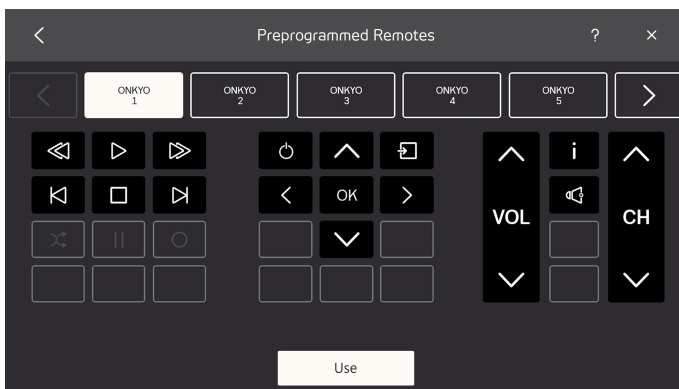 Preprogrammed Remotes ? ×
ONKYO
1
ONKYO
2
ONKYO
3
ONKYO
4
ONKYO
5
i
OK
VOL
CH
Use